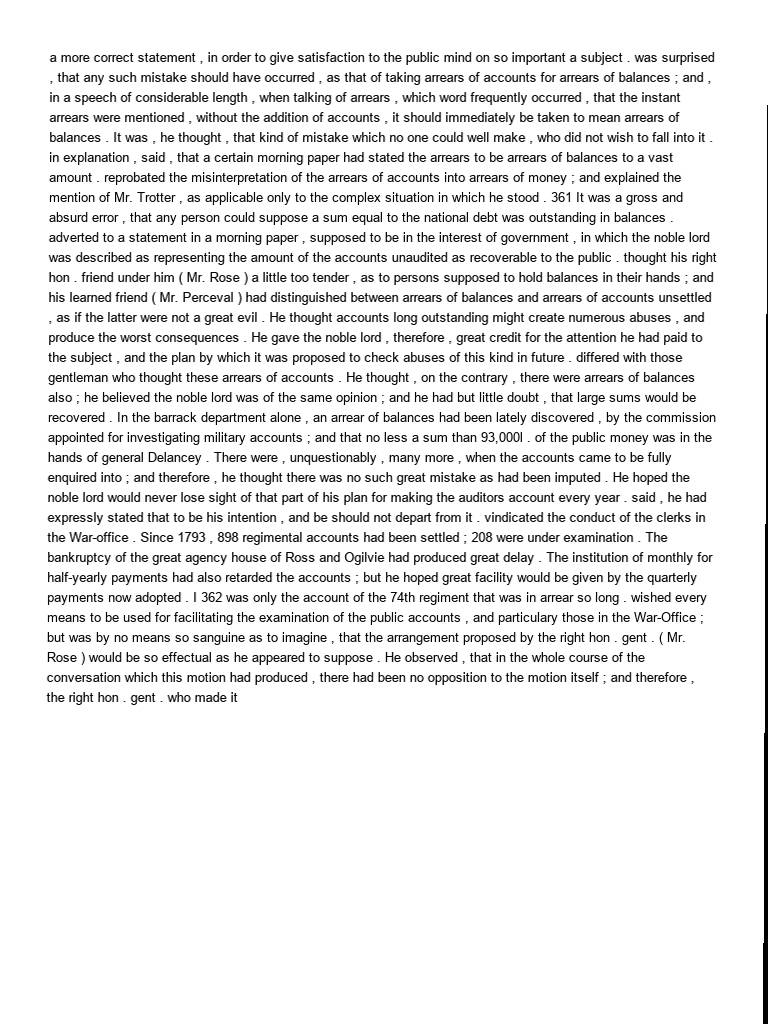 a more correct statement , in order to give satisfaction to the public mind on so important a subject . was surprised
, that any such mistake should have occurred , as that of taking arrears of accounts for arrears of balances ; and ,
in a speech of considerable length , when talking of arrears , which word frequently occurred , that the instant
arrears were mentioned , without the addition of accounts , it should immediately be taken to mean arrears of
balances . It was , he thought , that kind of mistake which no one could well make , who did not wish to fall into it .
in explanation , said , that a certain morning paper had stated the arrears to be arrears of balances to a vast
amount . reprobated the misinterpretation of the arrears of accounts into arrears of money ; and explained the
mention of Mr. Trotter , as applicable only to the complex situation in which he stood . 361 It was a gross and
absurd error , that any person could suppose a sum equal to the national debt was outstanding in balances .
adverted to a statement in a morning paper , supposed to be in the interest of government , in which the noble lord
was described as representing the amount of the accounts unaudited as recoverable to the public . thought his right
hon . friend under him ( Mr. Rose ) a little too tender , as to persons supposed to hold balances in their hands ; and
his learned friend ( Mr. Perceval ) had distinguished between arrears of balances and arrears of accounts unsettled
, as if the latter were not a great evil . He thought accounts long outstanding might create numerous abuses , and
produce the worst consequences . He gave the noble lord , therefore , great credit for the attention he had paid to
the subject , and the plan by which it was proposed to check abuses of this kind in future . differed with those
gentleman who thought these arrears of accounts . He thought , on the contrary , there were arrears of balances
also ; he believed the noble lord was of the same opinion ; and he had but little doubt , that large sums would be
recovered . In the barrack department alone , an arrear of balances had been lately discovered , by the commission
appointed for investigating military accounts ; and that no less a sum than 93,000l . of the public money was in the
hands of general Delancey . There were , unquestionably , many more , when the accounts came to be fully
enquired into ; and therefore , he thought there was no such great mistake as had been imputed . He hoped the
noble lord would never lose sight of that part of his plan for making the auditors account every year . said , he had
expressly stated that to be his intention , and be should not depart from it . vindicated the conduct of the clerks in
the War-office . Since 1793 , 898 regimental accounts had been settled ; 208 were under examination . The
bankruptcy of the great agency house of Ross and Ogilvie had produced great delay . The institution of monthly for
half-yearly payments had also retarded the accounts ; but he hoped great facility would be given by the quarterly
payments now adopted . I 362 was only the account of the 74th regiment that was in arrear so long . wished every
means to be used for facilitating the examination of the public accounts , and particulary those in the War-Office ;
but was by no means so sanguine as to imagine , that the arrangement proposed by the right hon . gent . ( Mr.
Rose ) would be so effectual as he appeared to suppose . He observed , that in the whole course of the
conversation which this motion had produced , there had been no opposition to the motion itself ; and therefore ,
the right hon . gent . who made it